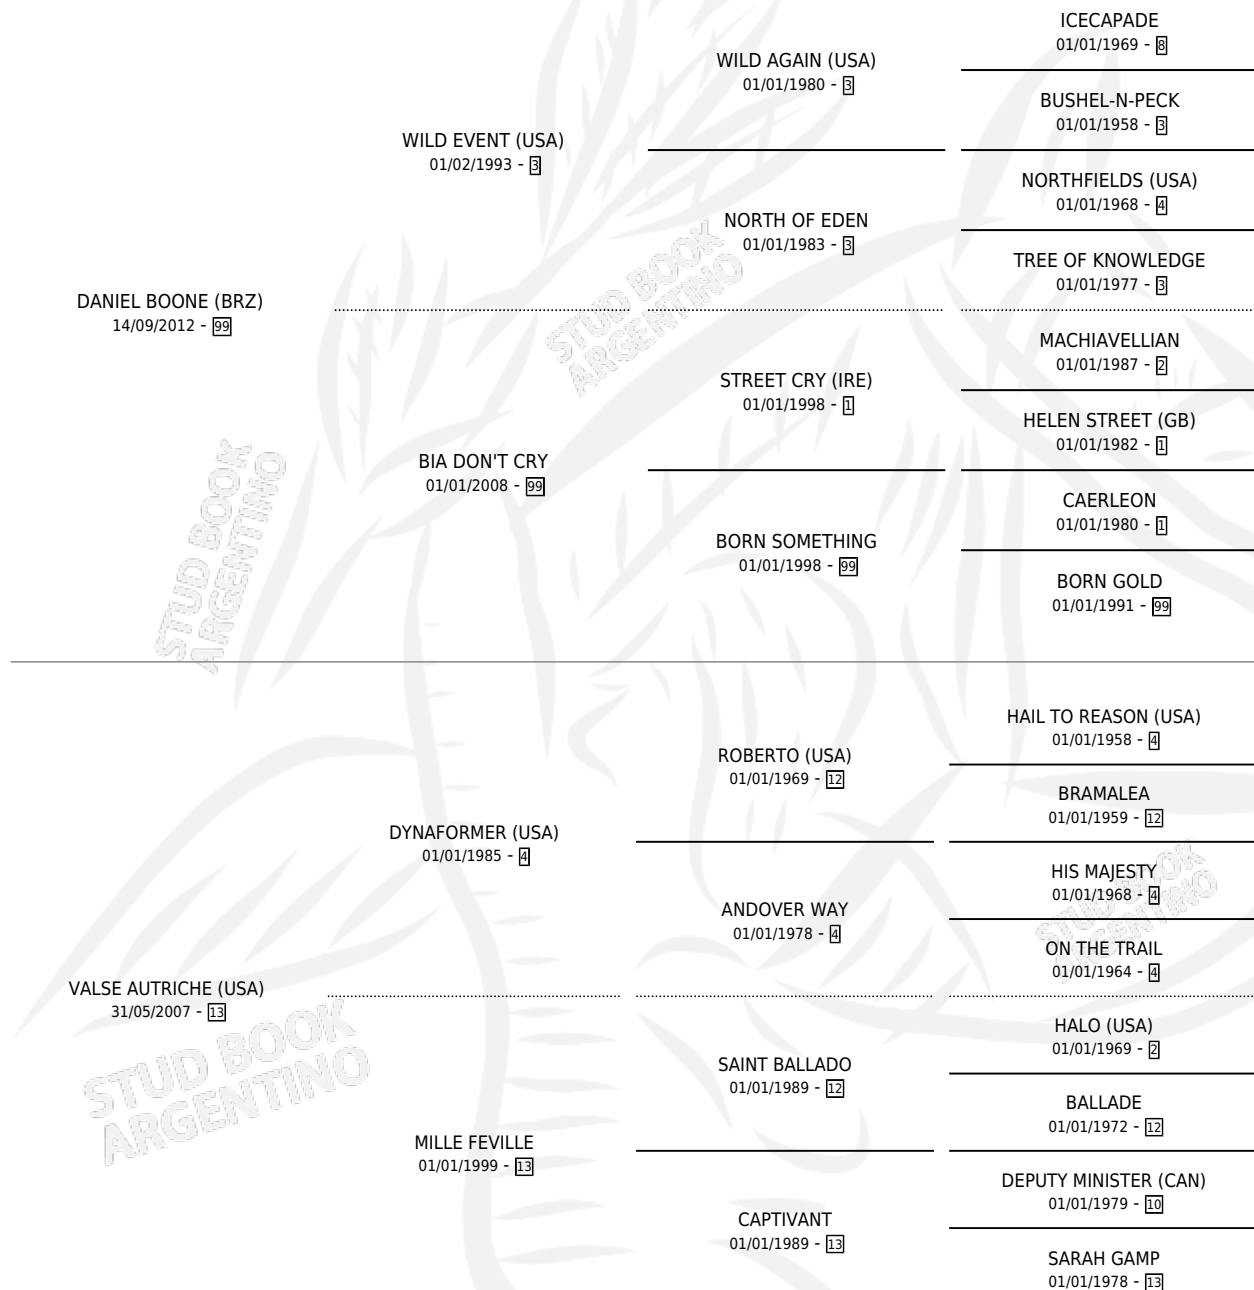 ICECAPADE
01/01/1969 - 8
WILD AGAIN (USA)
01/01/1980 - 3
BUSHEL-N-PECK
01/01/1958 - 3
WILD EVENT (USA)
01/02/1993 - 3
NORTHFIELDS (USA)
01/01/1968 - 4
NORTH OF EDEN
01/01/1983 - 3
TREE OF KNOWLEDGE
01/01/1977 - 3
DANIEL BOONE (BRZ)
14/09/2012 - 99
STUD BOOK
ARGENTINO
MACHIAVELLIAN
01/01/1987 - 2
STREET CRY (IRE)
01/01/1998 - 1
HELEN STREET (GB)
01/01/1982 - 1
BIA DON'T CRY
01/01/2008 - 99
CAERLEON
01/01/1980 - 1
BORN SOMETHING
01/01/1998 - 99
BORN GOLD
01/01/1991 - 99
STUD BOOK
ARGENTINO
HAIL TO REASON (USA)
01/01/1958 - 4
ROBERTO (USA)
01/01/1969 - 12
BRAMALEA
01/01/1959 - 12
DYNAFORMER (USA)
01/01/1985 - 4
HIS MAJESTY
01/01/1968 - 4
ANDOVER WAY
01/01/1978 - 4
STUD BOOK
ARGENTINO
ON THE TRAIL
01/01/1964 - 4
VALSE AUTRICHE (USA)
31/05/2007 - 13
HALO (USA)
01/01/1969 - 2
SAINT BALLADO
01/01/1989 - 12
STUD BOOK
ARGENTINO
BALLADE
01/01/1972 - 12
MILLE FEVILLE
01/01/1999 - 13
DEPUTY MINISTER (CAN)
01/01/1979 - 10
CAPTIVANT
01/01/1989 - 13
SARAH GAMP
01/01/1978 - 13